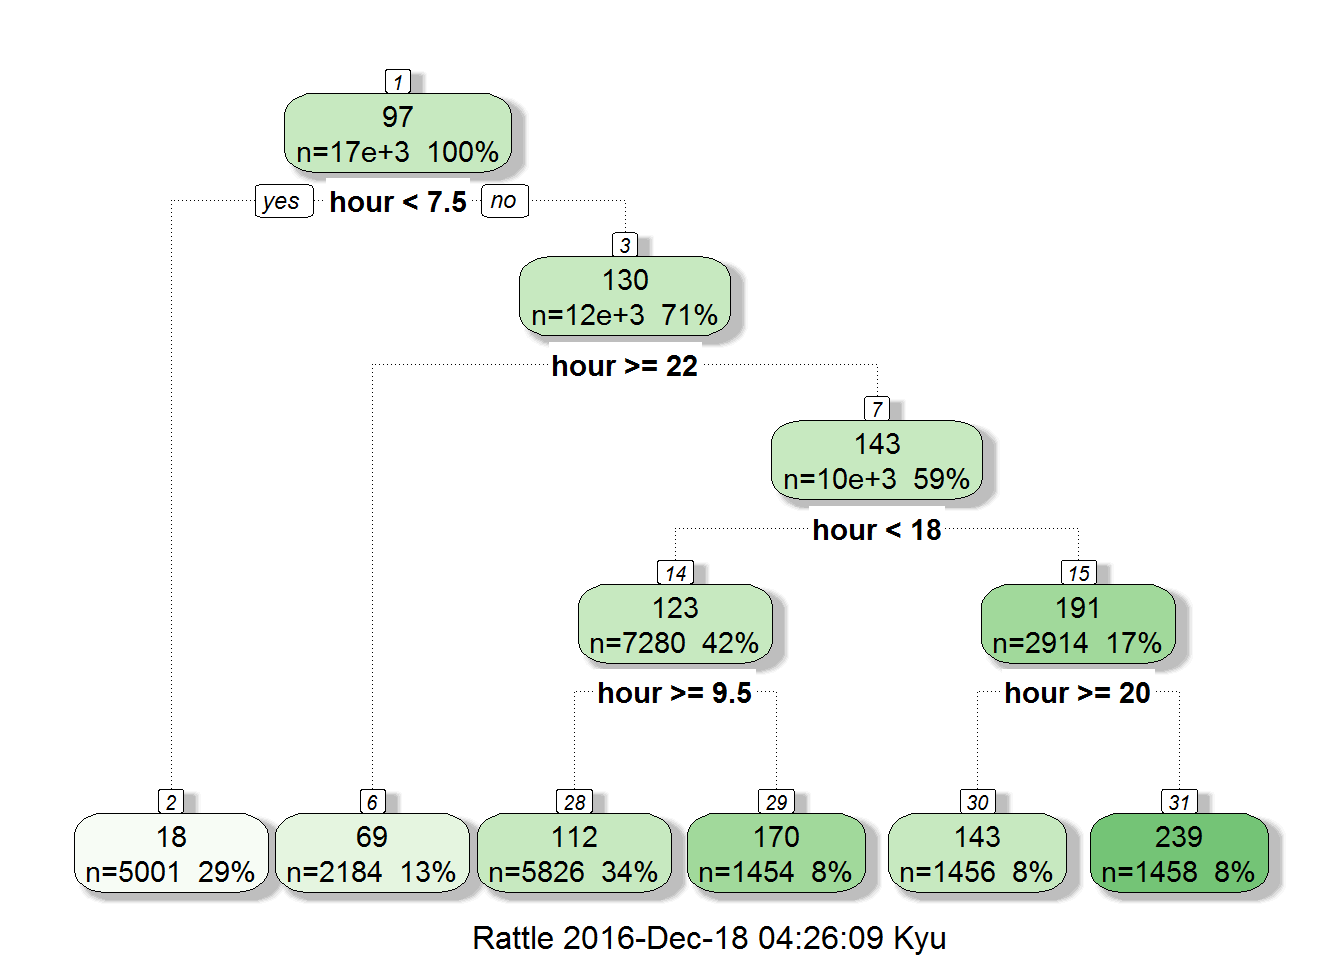 1
97
n=17e+3 100%
yes hour < 7.5 no
3
130
n=12e+3 71%
hour >= 22
7
143
n=10e+3 59%
hour < 18
14
123
n=7280 42%
15
191
n=2914 17%
hour >= 9.5
hour >= 20
2
18
n=5001 29%
6
69
n=2184 13%
28
112
n=5826 34%
29
170
n=1454 8%
30
143
n=1456 8%
31
239
n=1458 8%
Rattle 2016-Dec-18 04:26:09 Kyu